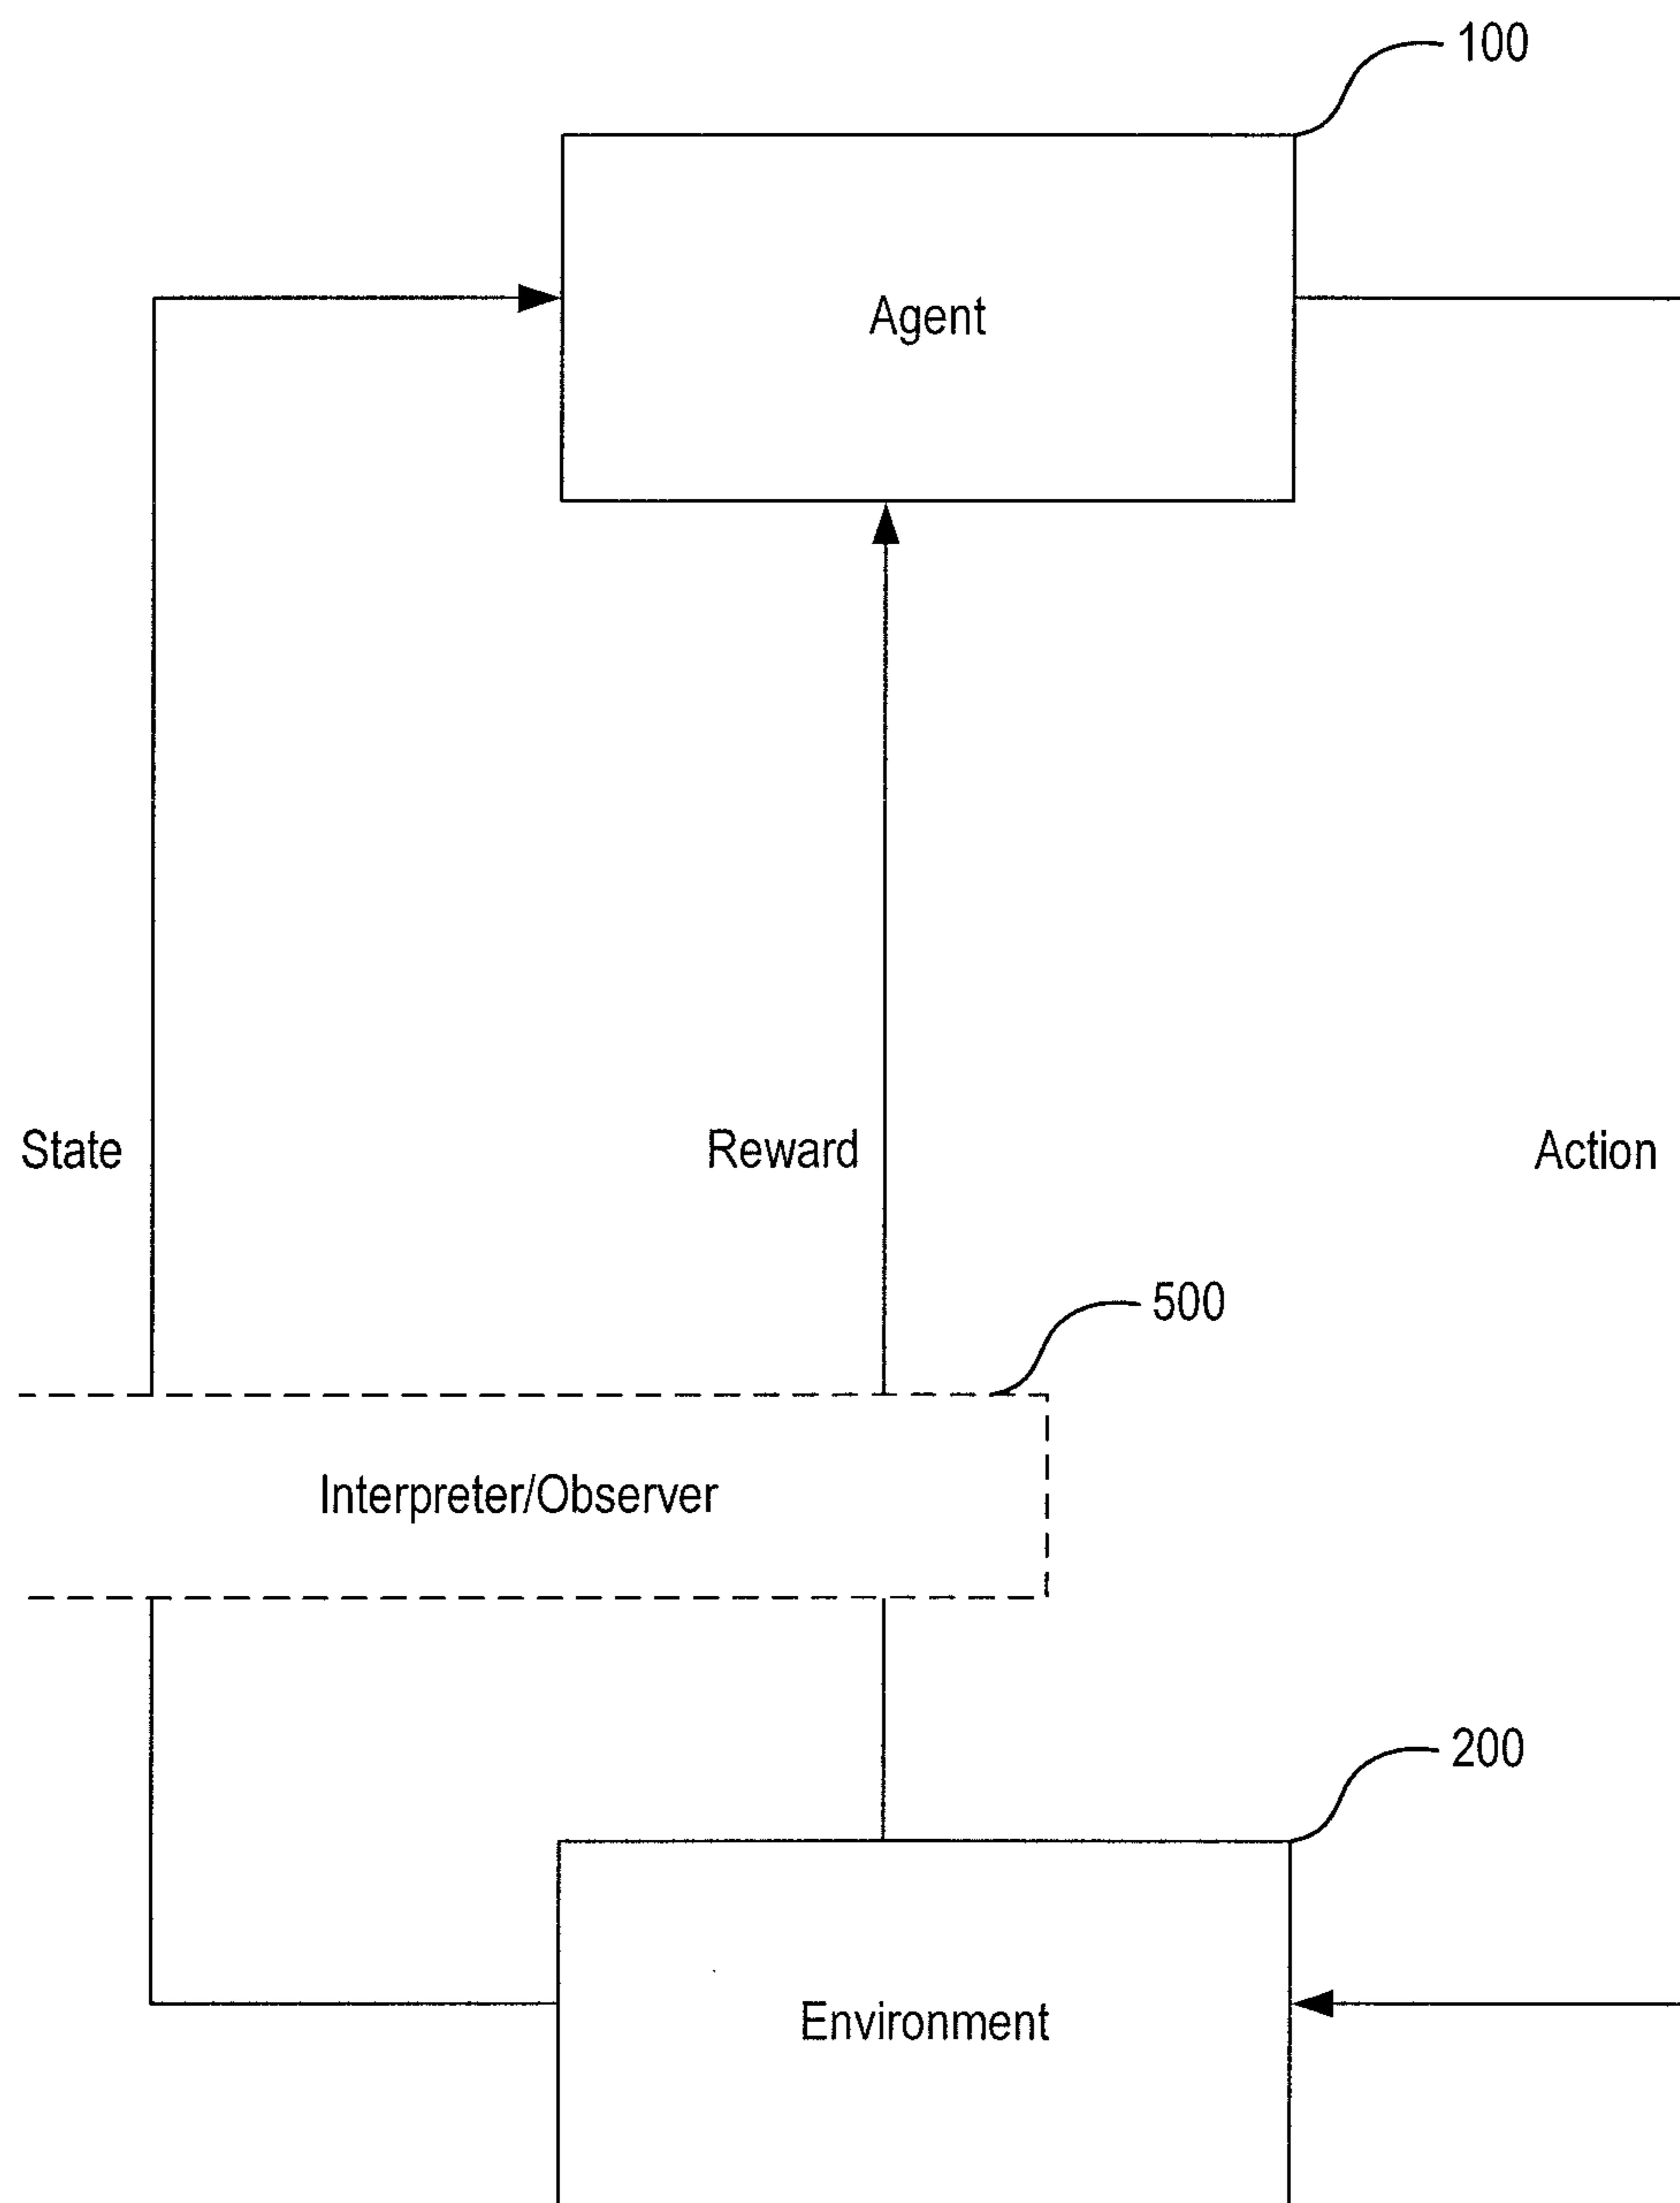 100
Agent
State
Reward
Action
500
Interpreter/Observer
200
Environment